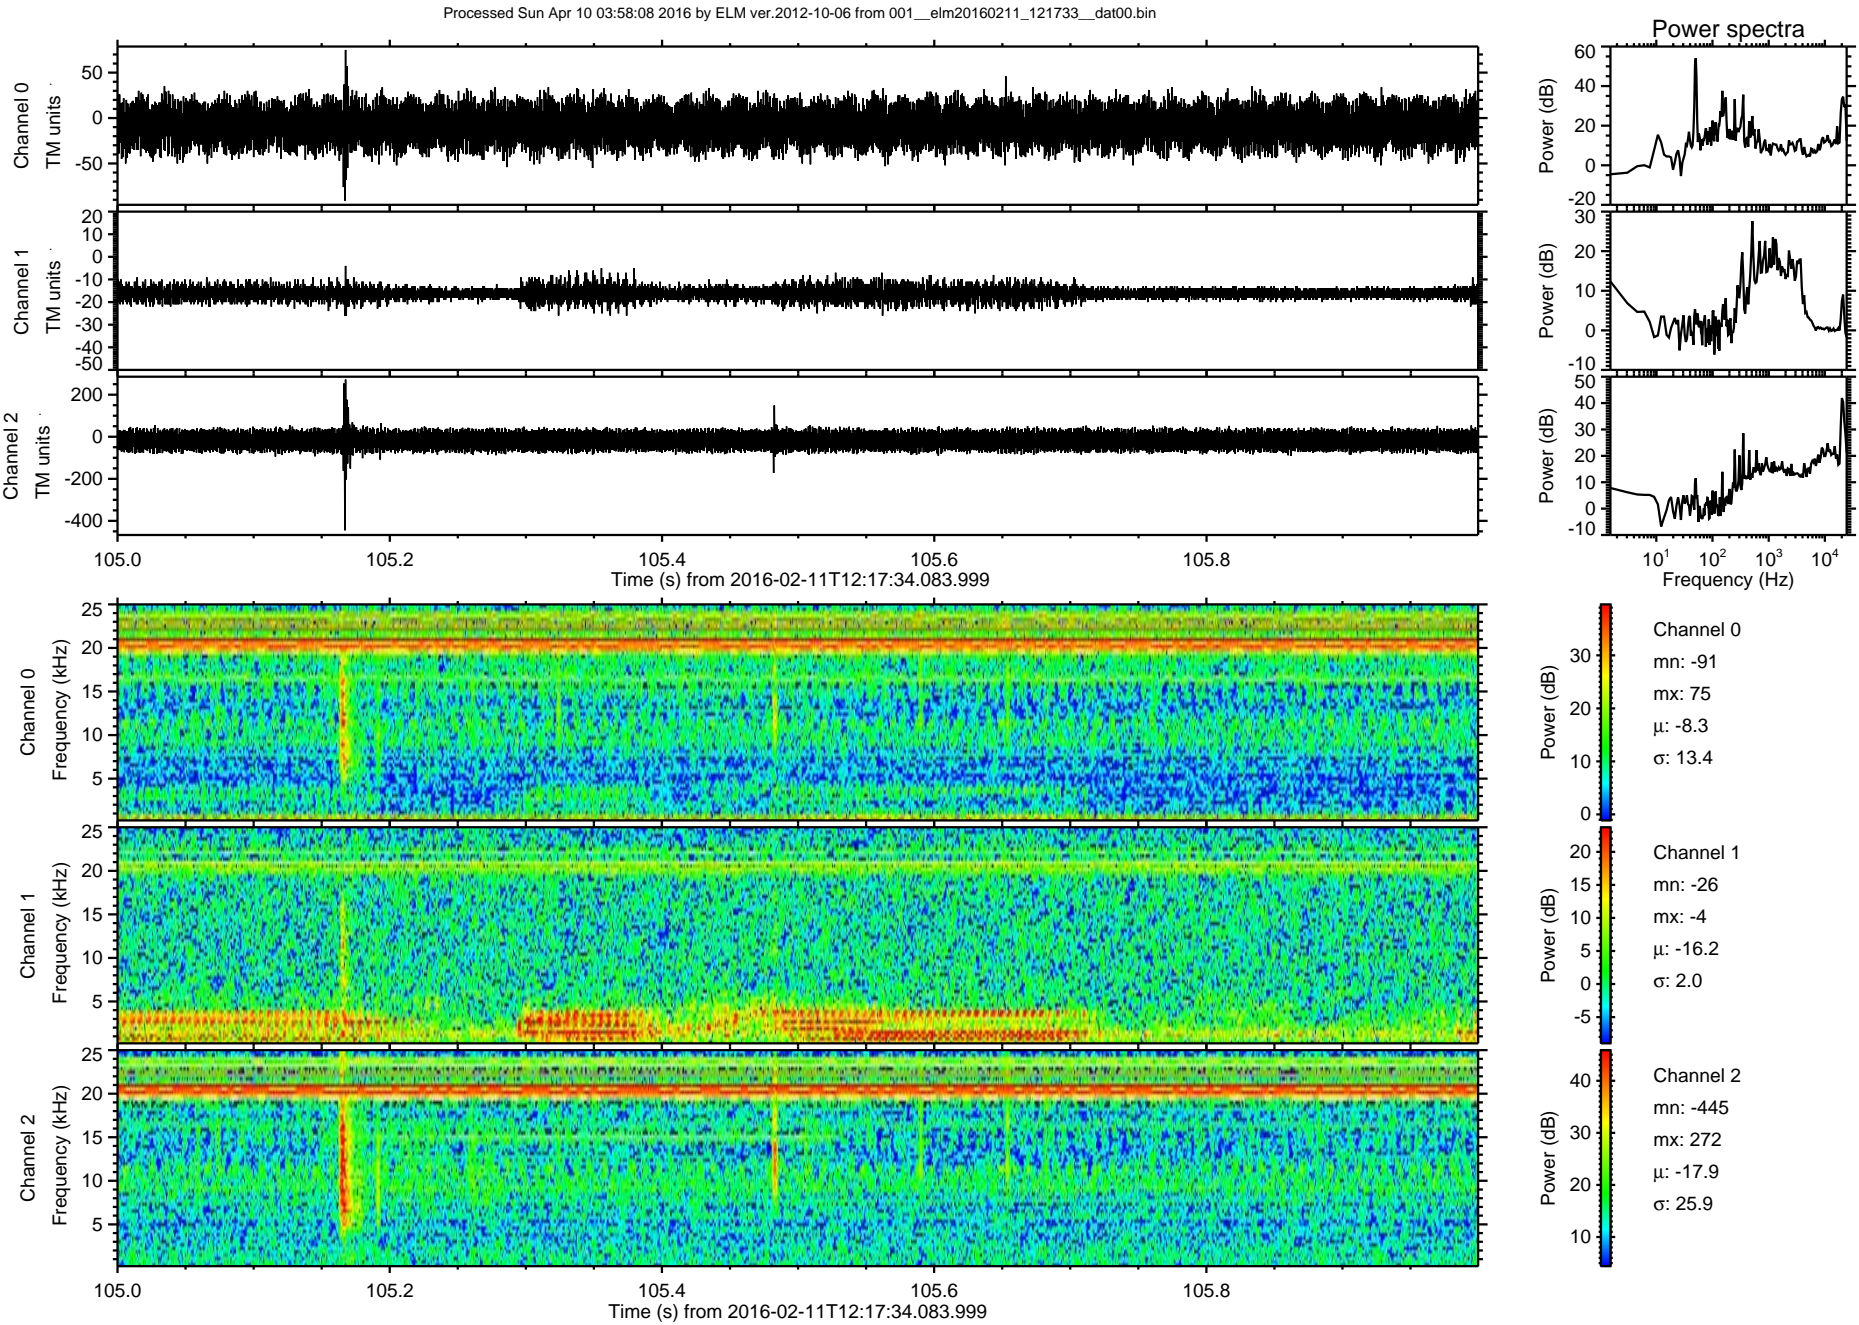 Processed Sun Apr 10 03:58:08 2016 by ELM ver.2012-10-06 from 001__elm20160211_121733__dat00.bin
Power spectra
Channel 0
TM units
50
0
-50
Power (dB)
60
40
20
0
-20
Channel 1
TM units
20
10
0
-10
-20
-30
-40
-50
Power (dB)
30
20
10
0
-10
Channel 2
TM units
200
0
-200
-400
Power (dB)
50
40
30
20
10
0
-10
105.0 105.2 105.4 105.6 105.8
Time (s) from 2016-02-11T12:17:34.083.999
10^1 10^2 10^3 10^4
Frequency (Hz)
Channel 0
Frequency (kHz)
25
20
15
10
5
Power (dB)
30
20
10
0
Channel 0
mn: -91
mx: 75
μ: -8.3
σ: 13.4
Channel 1
Frequency (kHz)
25
20
15
10
5
Power (dB)
20
15
10
5
0
-5
Channel 1
mn: -26
mx: -4
μ: -16.2
σ: 2.0
Channel 2
Frequency (kHz)
25
20
15
10
5
Power (dB)
40
30
20
10
Channel 2
mn: -445
mx: 272
μ: -17.9
σ: 25.9
105.0 105.2 105.4 105.6 105.8
Time (s) from 2016-02-11T12:17:34.083.999